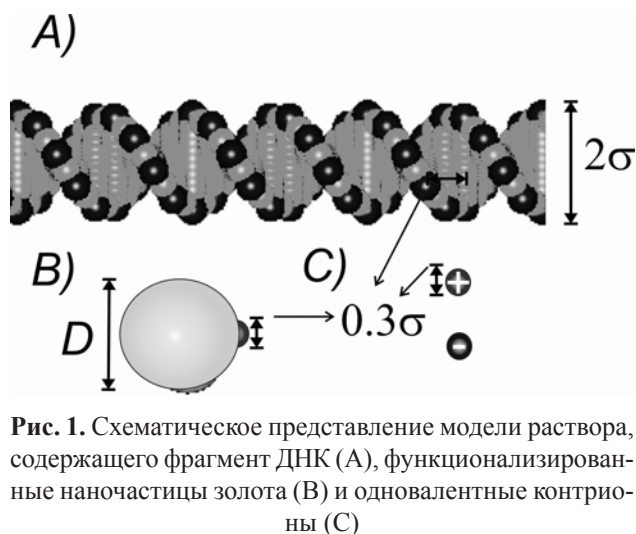 A)
2σ
B)
C)
+
D
0.3σ
−
Рис. 1. Схематическое представление модели раствора,
содержащего фрагмент ДНК (А), функционализирован-
ные наночастицы золота (В) и одновалентные контрио-
ны (С)